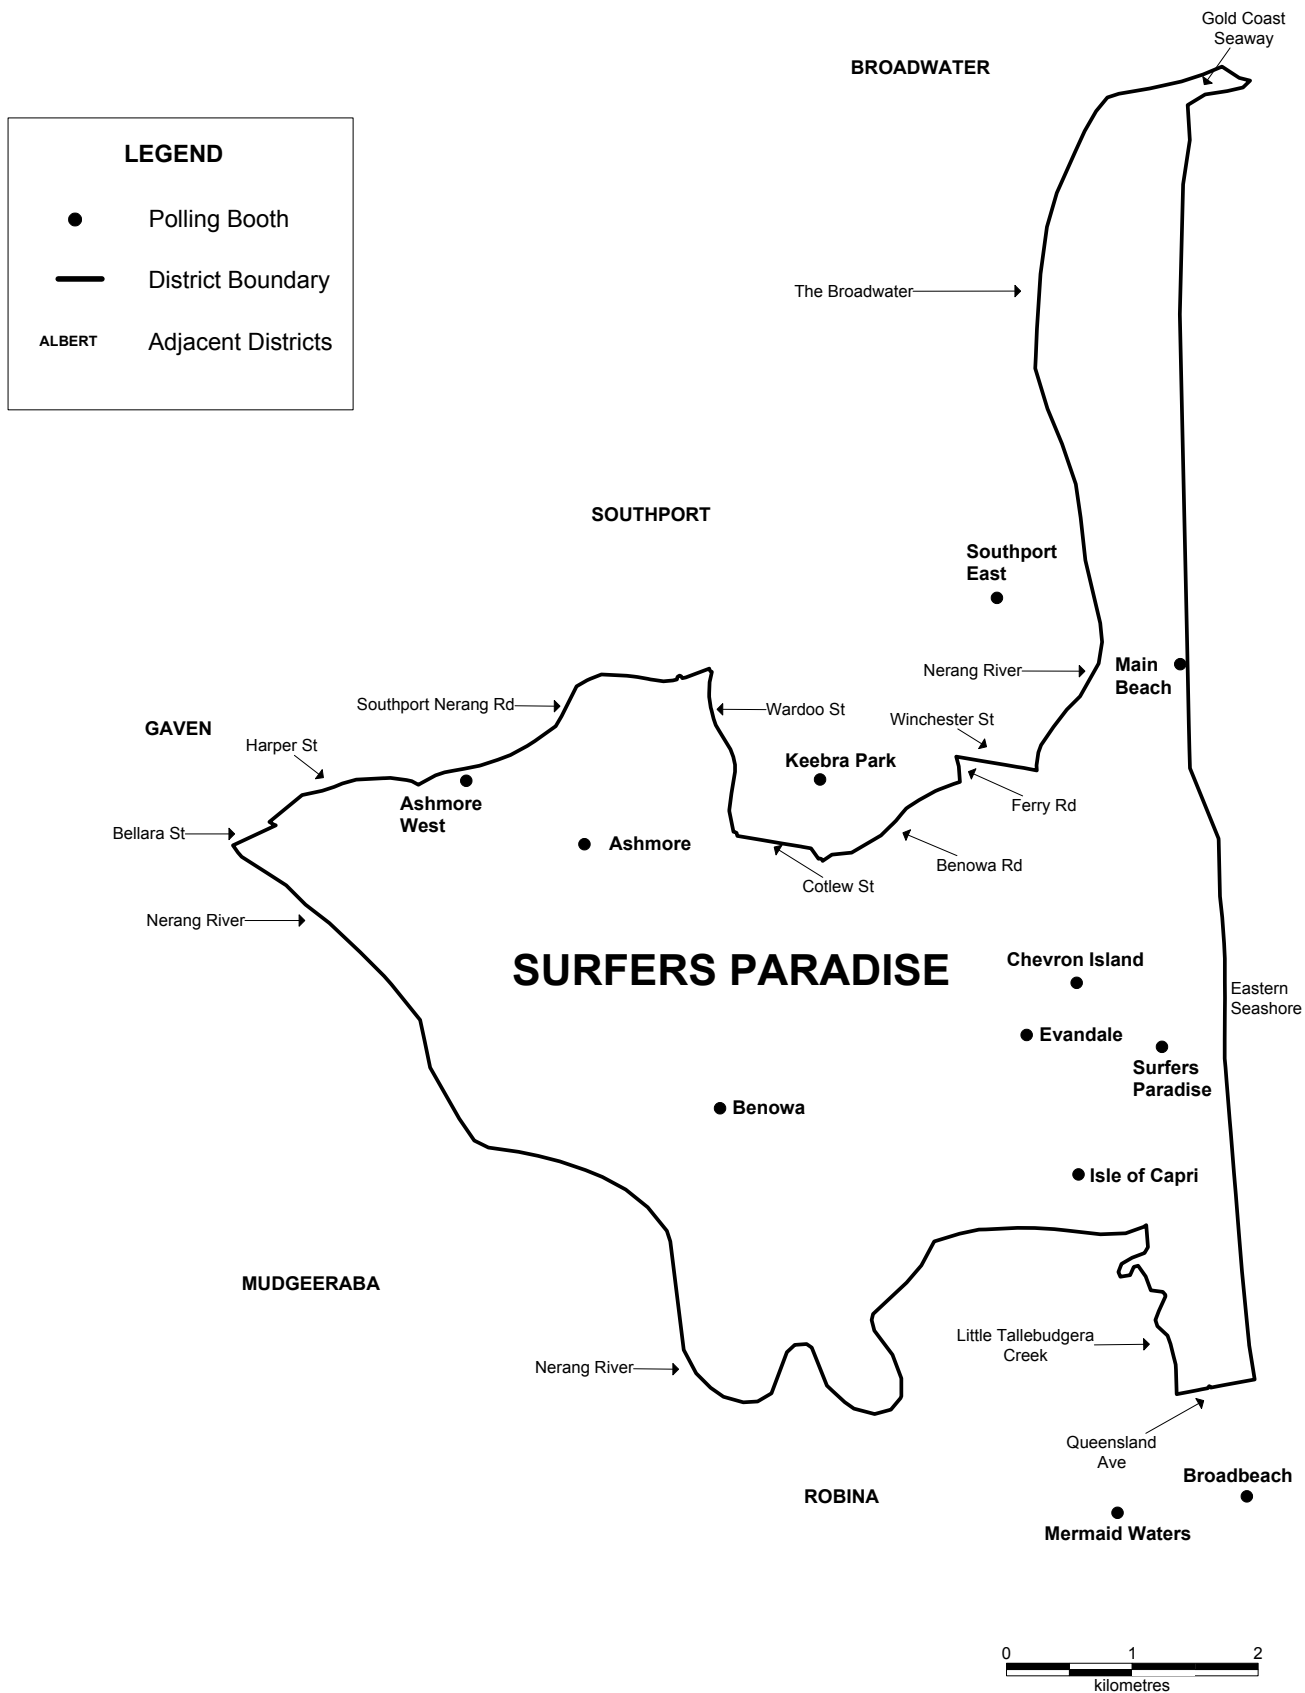 Gold Coast
Seaway
BROADWATER
LEGEND
Polling Booth
District Boundary
ALBERT Adjacent Districts
The Broadwater
SOUTHPORT
Southport
East
Nerang River
Main
Beach
Southport Nerang Rd
Wardoo St
Winchester St
GAVEN
Harper St
Keebra Park
Ashmore
West
Ferry Rd
Bellara St
Ashmore
Benowa Rd
Cotlew St
Nerang River
SURFERS PARADISE
Chevron Island
Eastern
Seashore
Evandale
Surfers
Paradise
Benowa
Isle of Capri
MUDGEERABA
Little Tallebudgera
Creek
Nerang River
Queensland
Ave
Broadbeach
ROBINA
Mermaid Waters
0 1 2
kilometres